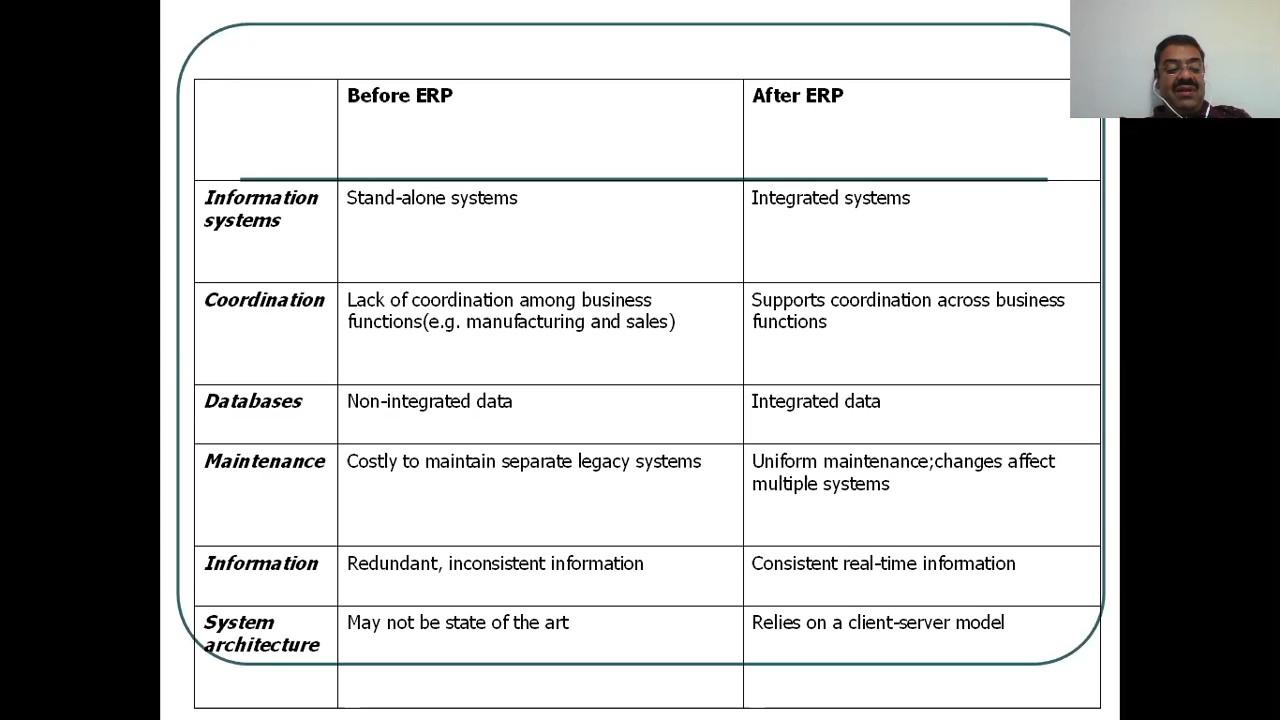 Before ERP
After ERP
Information
systems
Stand-alone systems
Integrated systems
Coordination
Lack of coordination among business
functions(e.g. manufacturing and sales)
Supports coordination across business
functions
Databases
Non-integrated data
Integrated data
Maintenance
Costly to maintain separate legacy systems
Uniform maintenance;changes affect
multiple systems
Information
Redundant, inconsistent information
Consistent real-time information
System
architecture
May not be state of the art
Relies on a client-server model